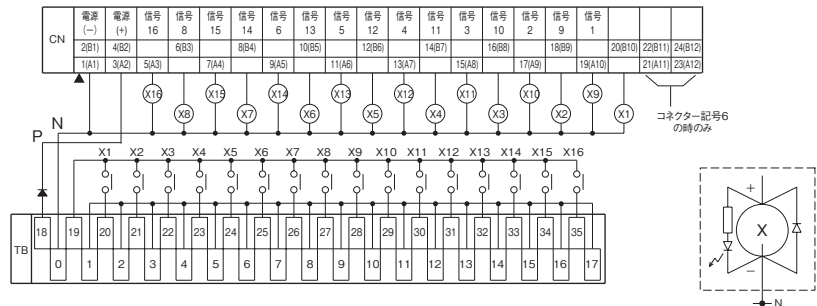 電源 電源 信号 信号 信号 信号 信号 信号 信号 信号 信号 信号 信号 信号 信号 信号 信号 信号
(−) (+) 16 8 15 14 6 13 5 12 4 11 3 10 2 9 1
CN
2(B1) 4(B2) 6(B3) 8(B4) 10(B5) 12(B6) 14(B7) 16(B8) 18(B9) 20(B10) 22(B11) 24(B12)
1(A1) 3(A2) 5(A3) 7(A4) 9(A5) 11(A6) 13(A7) 15(A8) 17(A9) 19(A10) 21(A11) 23(A12)
X16 X15 X14 X13 X12 X11 X10 X9
X8 X7 X6 X5 X4 X3 X2 X1
コネクター記号6
の時のみ
P N
X1 X2 X3 X4 X5 X6 X7 X8 X9 X10 X11 X12 X13 X14 X15 X16
TB
18 19 20 21 22 23 24 25 26 27 28 29 30 31 32 33 34 35
0 1 2 3 4 5 6 7 8 9 10 11 12 13 14 15 16 17
+
X
−
N